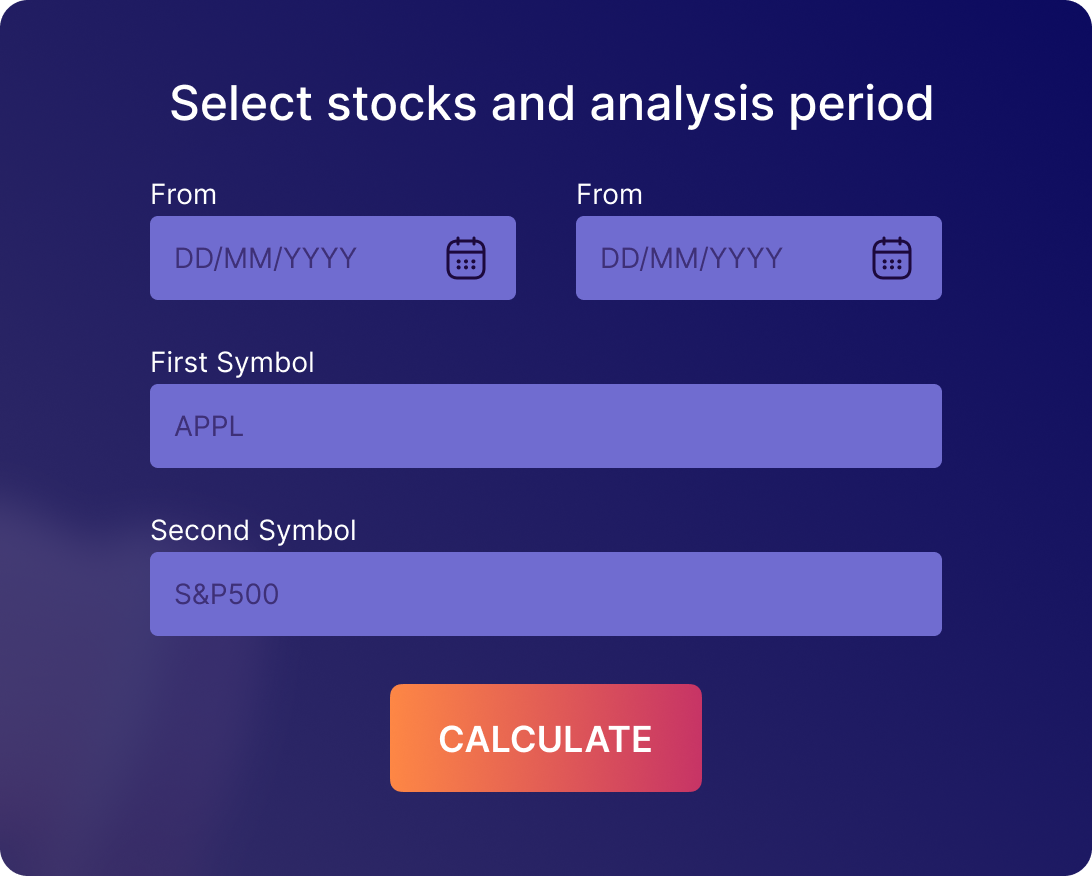 Select stocks and analysis period
From From
DD/MM/YYYY DD/MM/YYYY
First Symbol
APPL
Second Symbol
S&P500
CALCULATE